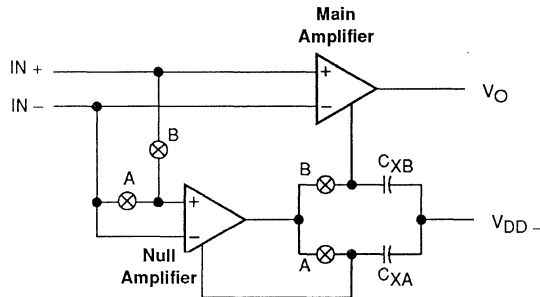 Main
Amplifier
IN +
+
IN −
−
V_O
B
A
B
C_XB
+
−
V_DD−
Null
Amplifier
A
C_XA